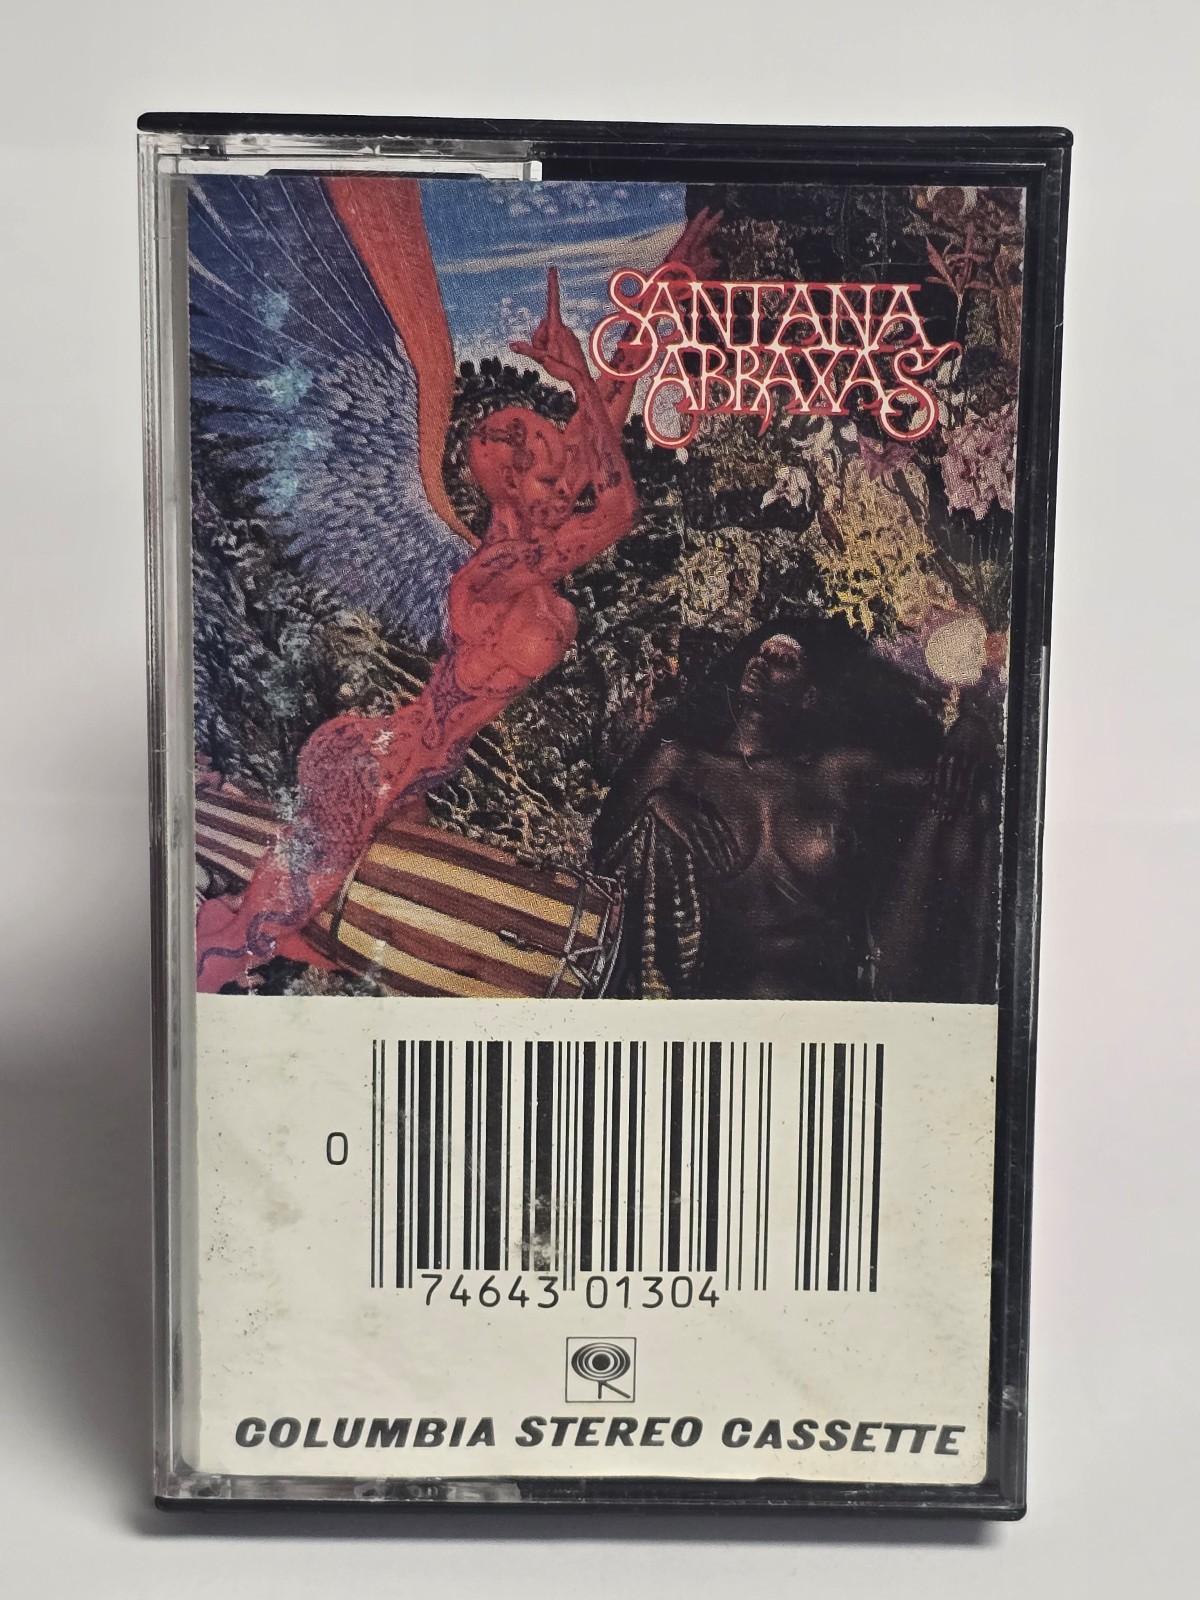 SANTANA
ABRAXAS
0
74643 01304
COLUMBIA STEREO CASSETTE